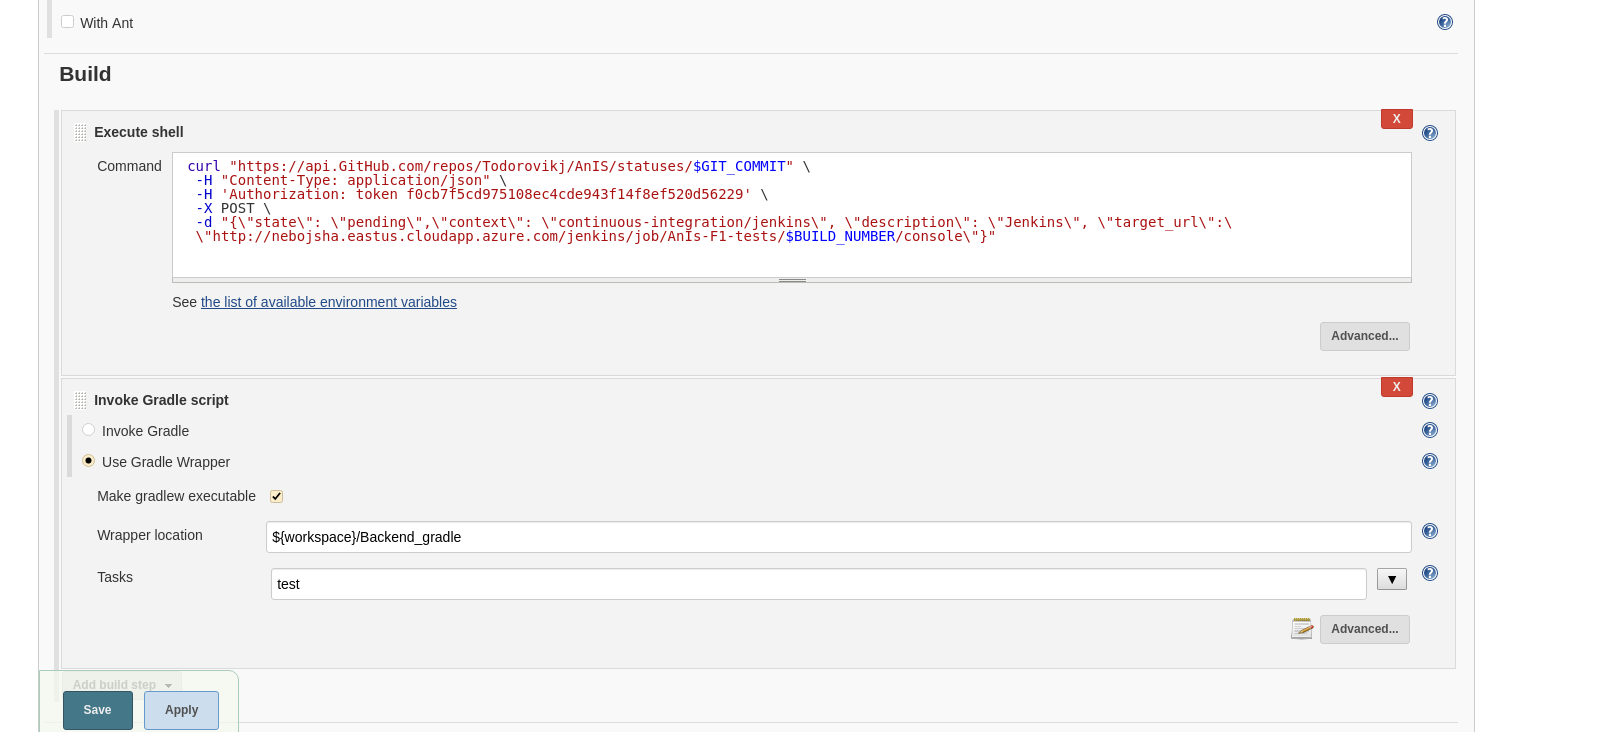 With Ant
Build
X
Execute shell
Command
curl "https://api.GitHub.com/repos/Todorovikj/AnIS/statuses/$GIT_COMMIT" \
-H "Content-Type: application/json" \
-H 'Authorization: token f0cb7f5cd975108ec4cde943f14f8ef520d56229' \
-X POST \
-d "{\"state\": \"pending\",\"context\": \"continuous-integration/jenkins\", \"description\": \"Jenkins\", \"target_url\":\
\"http://nebojsha.eastus.cloudapp.azure.com/jenkins/job/AnIs-F1-tests/$BUILD_NUMBER/console\"}"
See the list of available environment variables
Advanced...
X
Invoke Gradle script
Invoke Gradle
Use Gradle Wrapper
Make gradlew executable
Wrapper location ${workspace}/Backend_gradle
Tasks test
Advanced...
Add build step
Save Apply